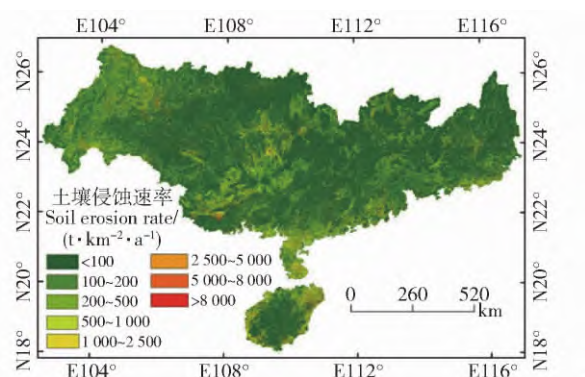 E104° E108° E112° E116°
N26°
N24°
N22°
N20°
N18°
N26°
N24°
N22°
N20°
N18°
土壤侵蚀速率
Soil erosion rate/
(t·km⁻²·a⁻¹)
<100
100~200
200~500
500~1 000
1 000~2 500
2 500~5 000
5 000~8 000
>8 000
0 260 520
km
E104° E108° E112° E116°